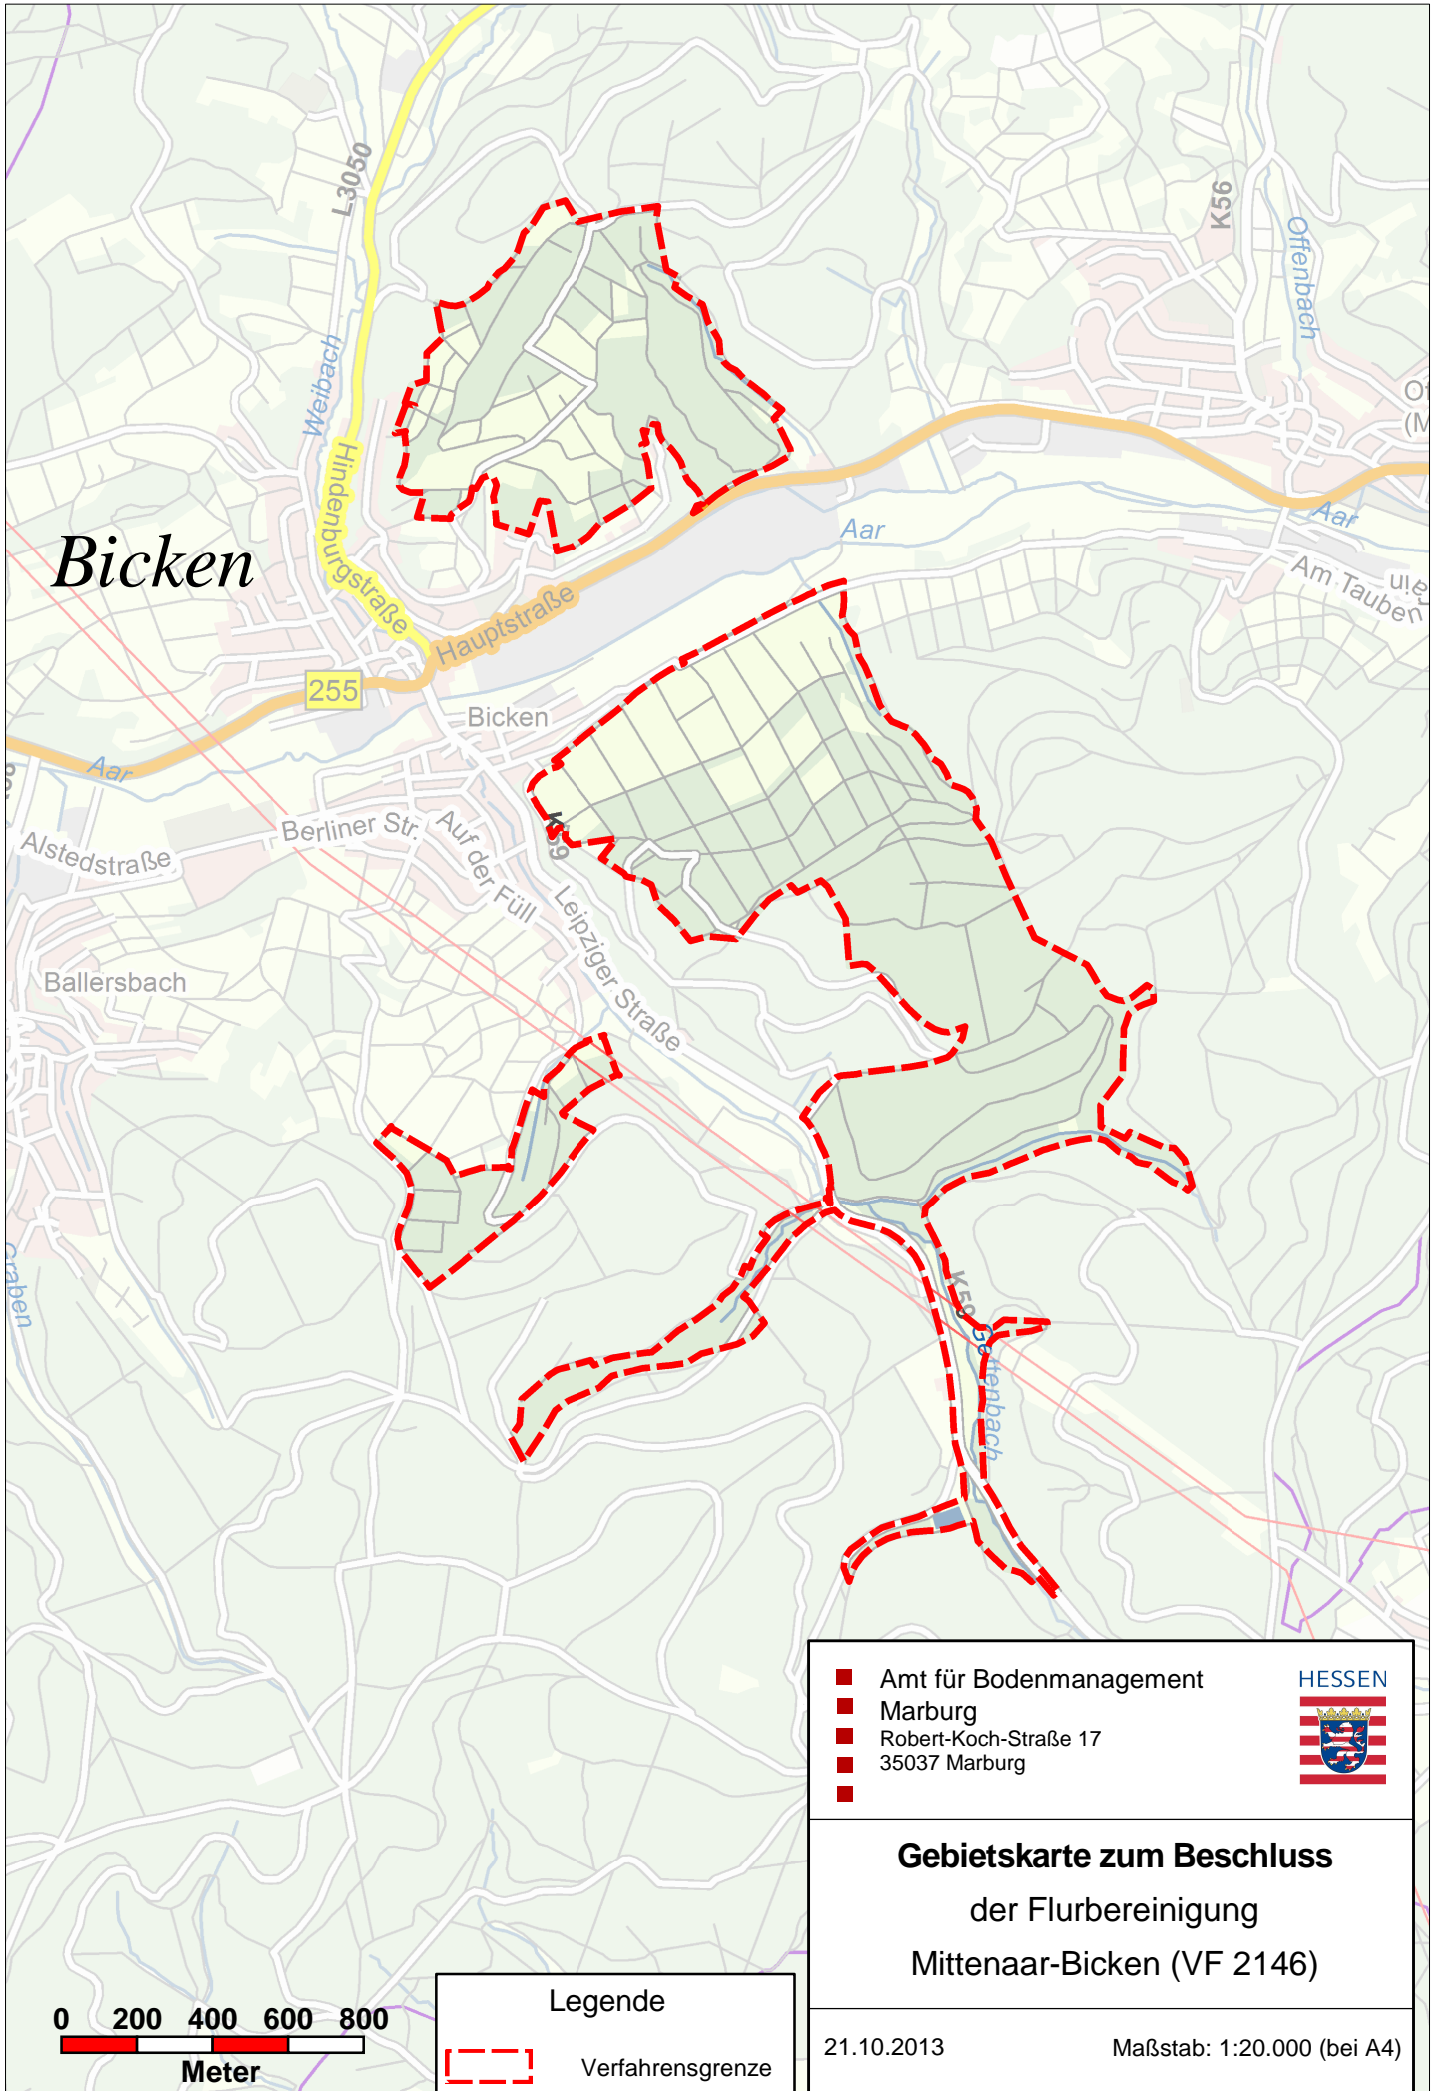 L3050
K56
Offenbach
Weibach
Hindenburgstraße
Aar
Aar
Am Tauben
Bicken
Hauptstraße
255
Bicken
Aar
K59
Berliner Str.
Auf der Füll
Alstedstraße
Leipziger Straße
Ballersbach
Graben
K59
Gettenbach
Amt für Bodenmanagement
Marburg
Robert-Koch-Straße 17
35037 Marburg
HESSEN
Gebietskarte zum Beschluss
der Flurbereinigung
Mittenaar-Bicken (VF 2146)
21.10.2013 Maßstab: 1:20.000 (bei A4)
Legende
Verfahrensgrenze
0 200 400 600 800
Meter